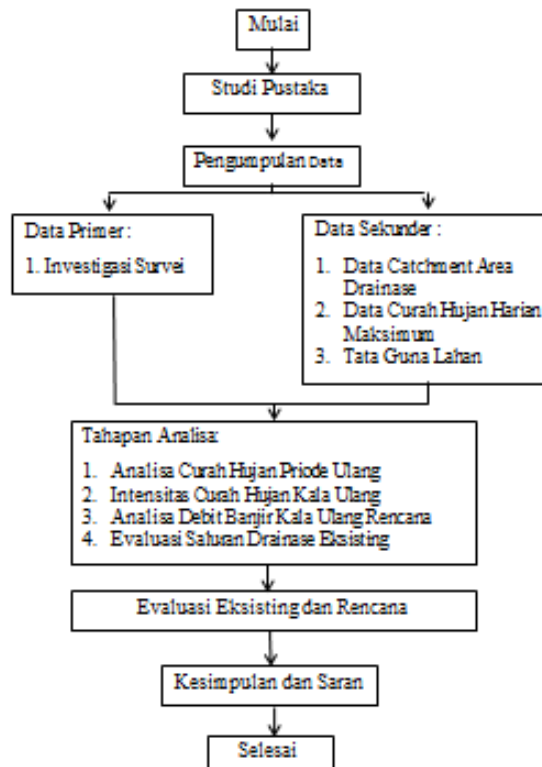 Mulai
Studi Pustaka
Pengumpulan Data
Data Primer :
1. Investigasi Survei
Data Sekunder :
1. Data Catchment Area
Drainase
2. Data Curah Hujan Harian
Maksimum
3. Tata Guna Lahan
Tahapan Analisa:
1. Analisa Curah Hujan Priode Ulang
2. Intensitas Curah Hujan Kala Ulang
3. Analisa Debit Banjir Kala Ulang Rencana
4. Evaluasi Saluran Drainase Eksisting
Evaluasi Eksisting dan Rencana
Kesimpulan dan Saran
Selesai